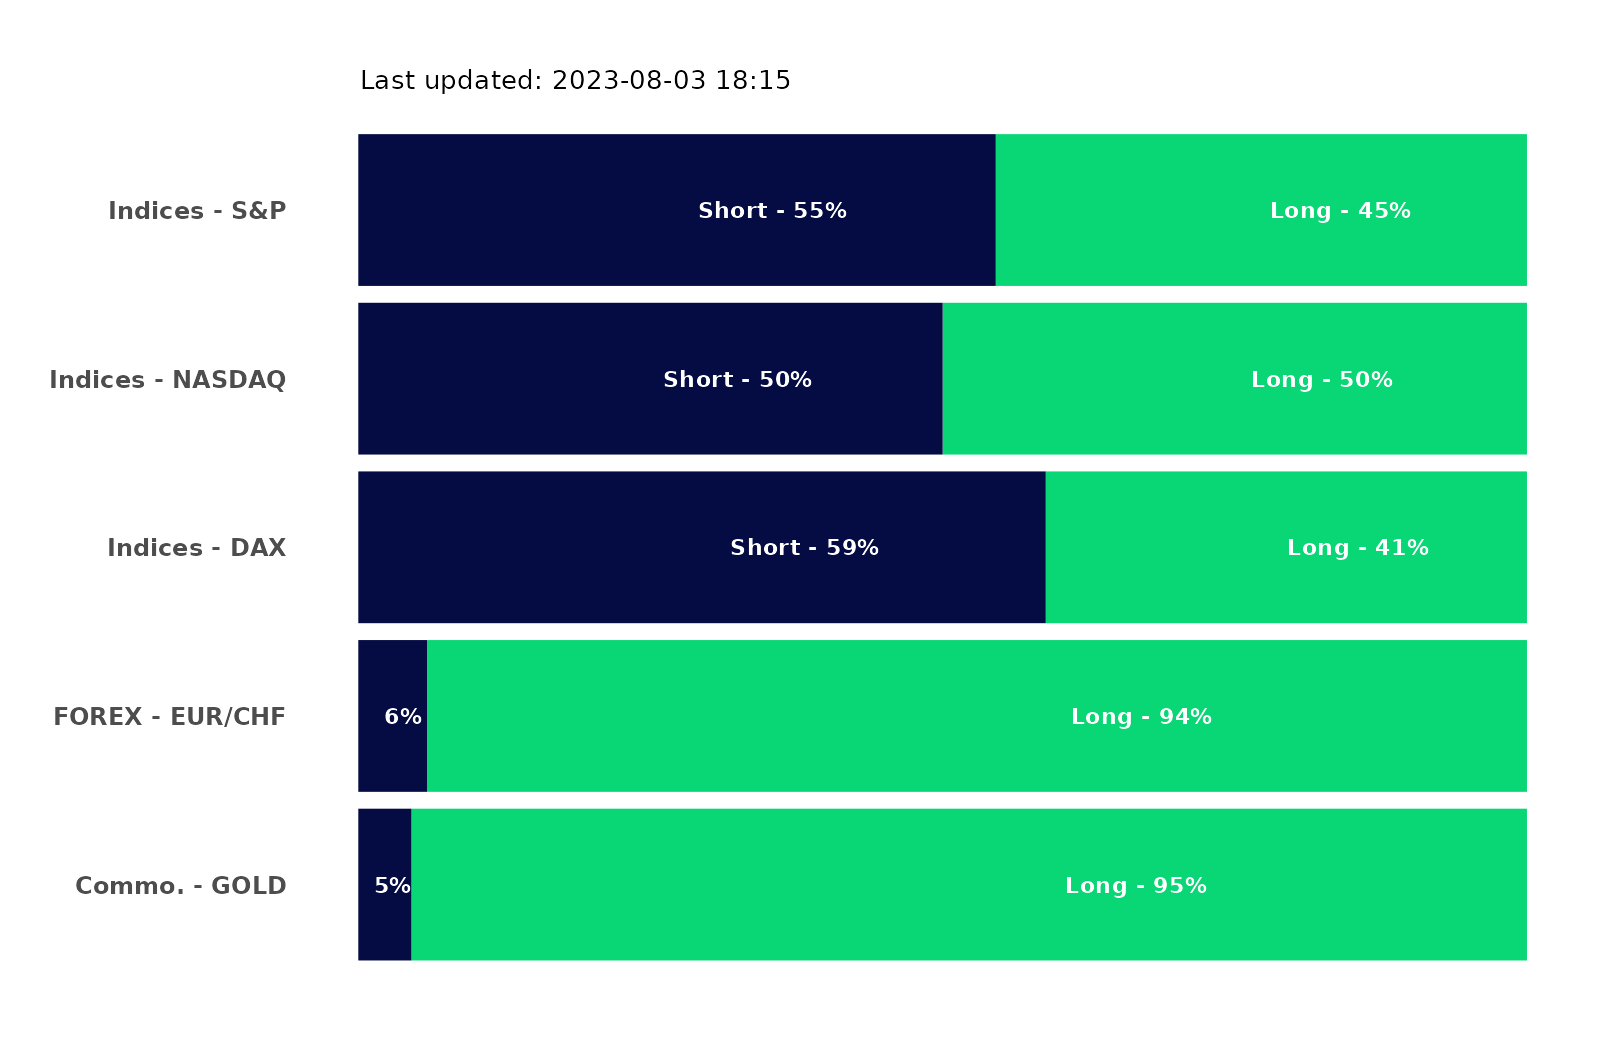 Last updated: 2023-08-03 18:15
Indices - S&P
Short - 55%
Long - 45%
Indices - NASDAQ
Short - 50%
Long - 50%
Indices - DAX
Short - 59%
Long - 41%
FOREX - EUR/CHF
6%
Long - 94%
Commo. - GOLD
5%
Long - 95%